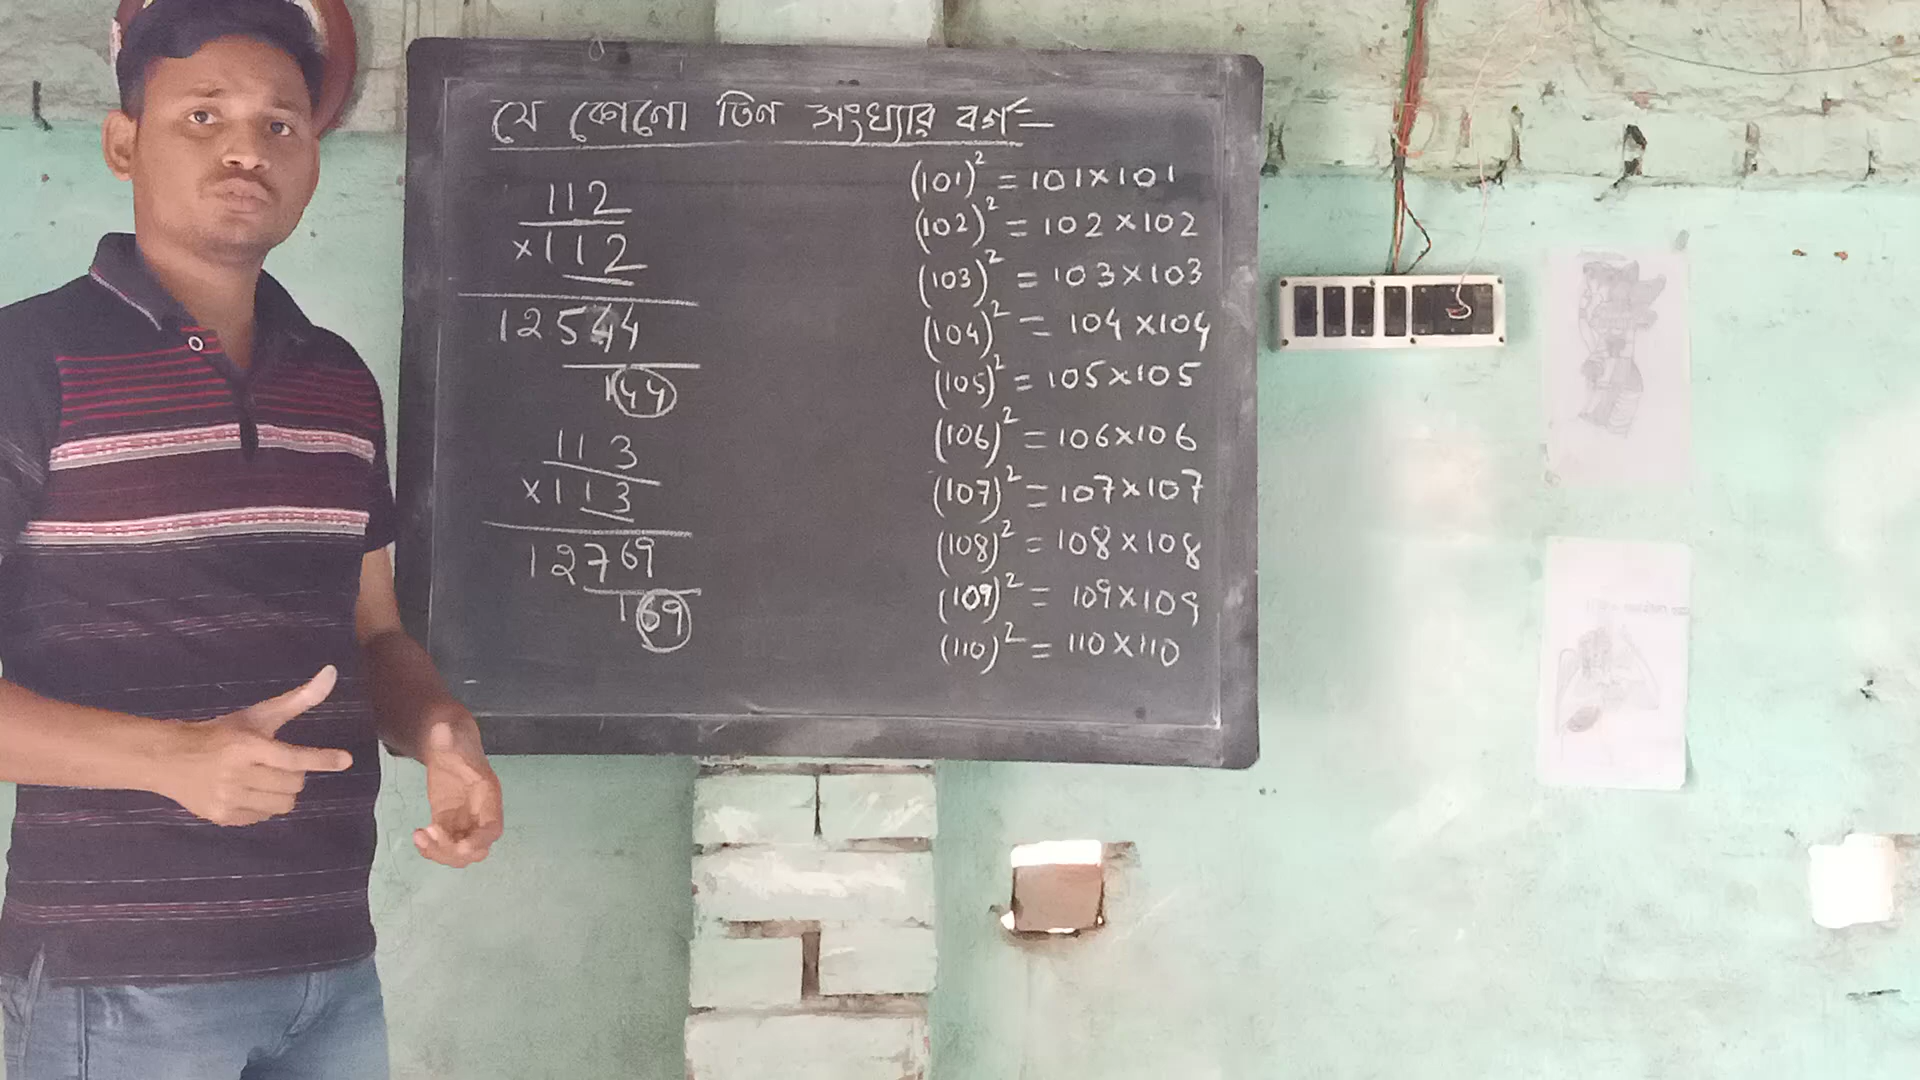 যে কোনো তিন সংখ্যার বর্গ:-
112
×112
12544
144
113
×113
12769
169
(101)² = 101×101
(102)² = 102×102
(103)² = 103×103
(104)² = 104×104
(105)² = 105×105
(106)² = 106×106
(107)² = 107×107
(108)² = 108×108
(109)² = 109×109
(110)² = 110×110